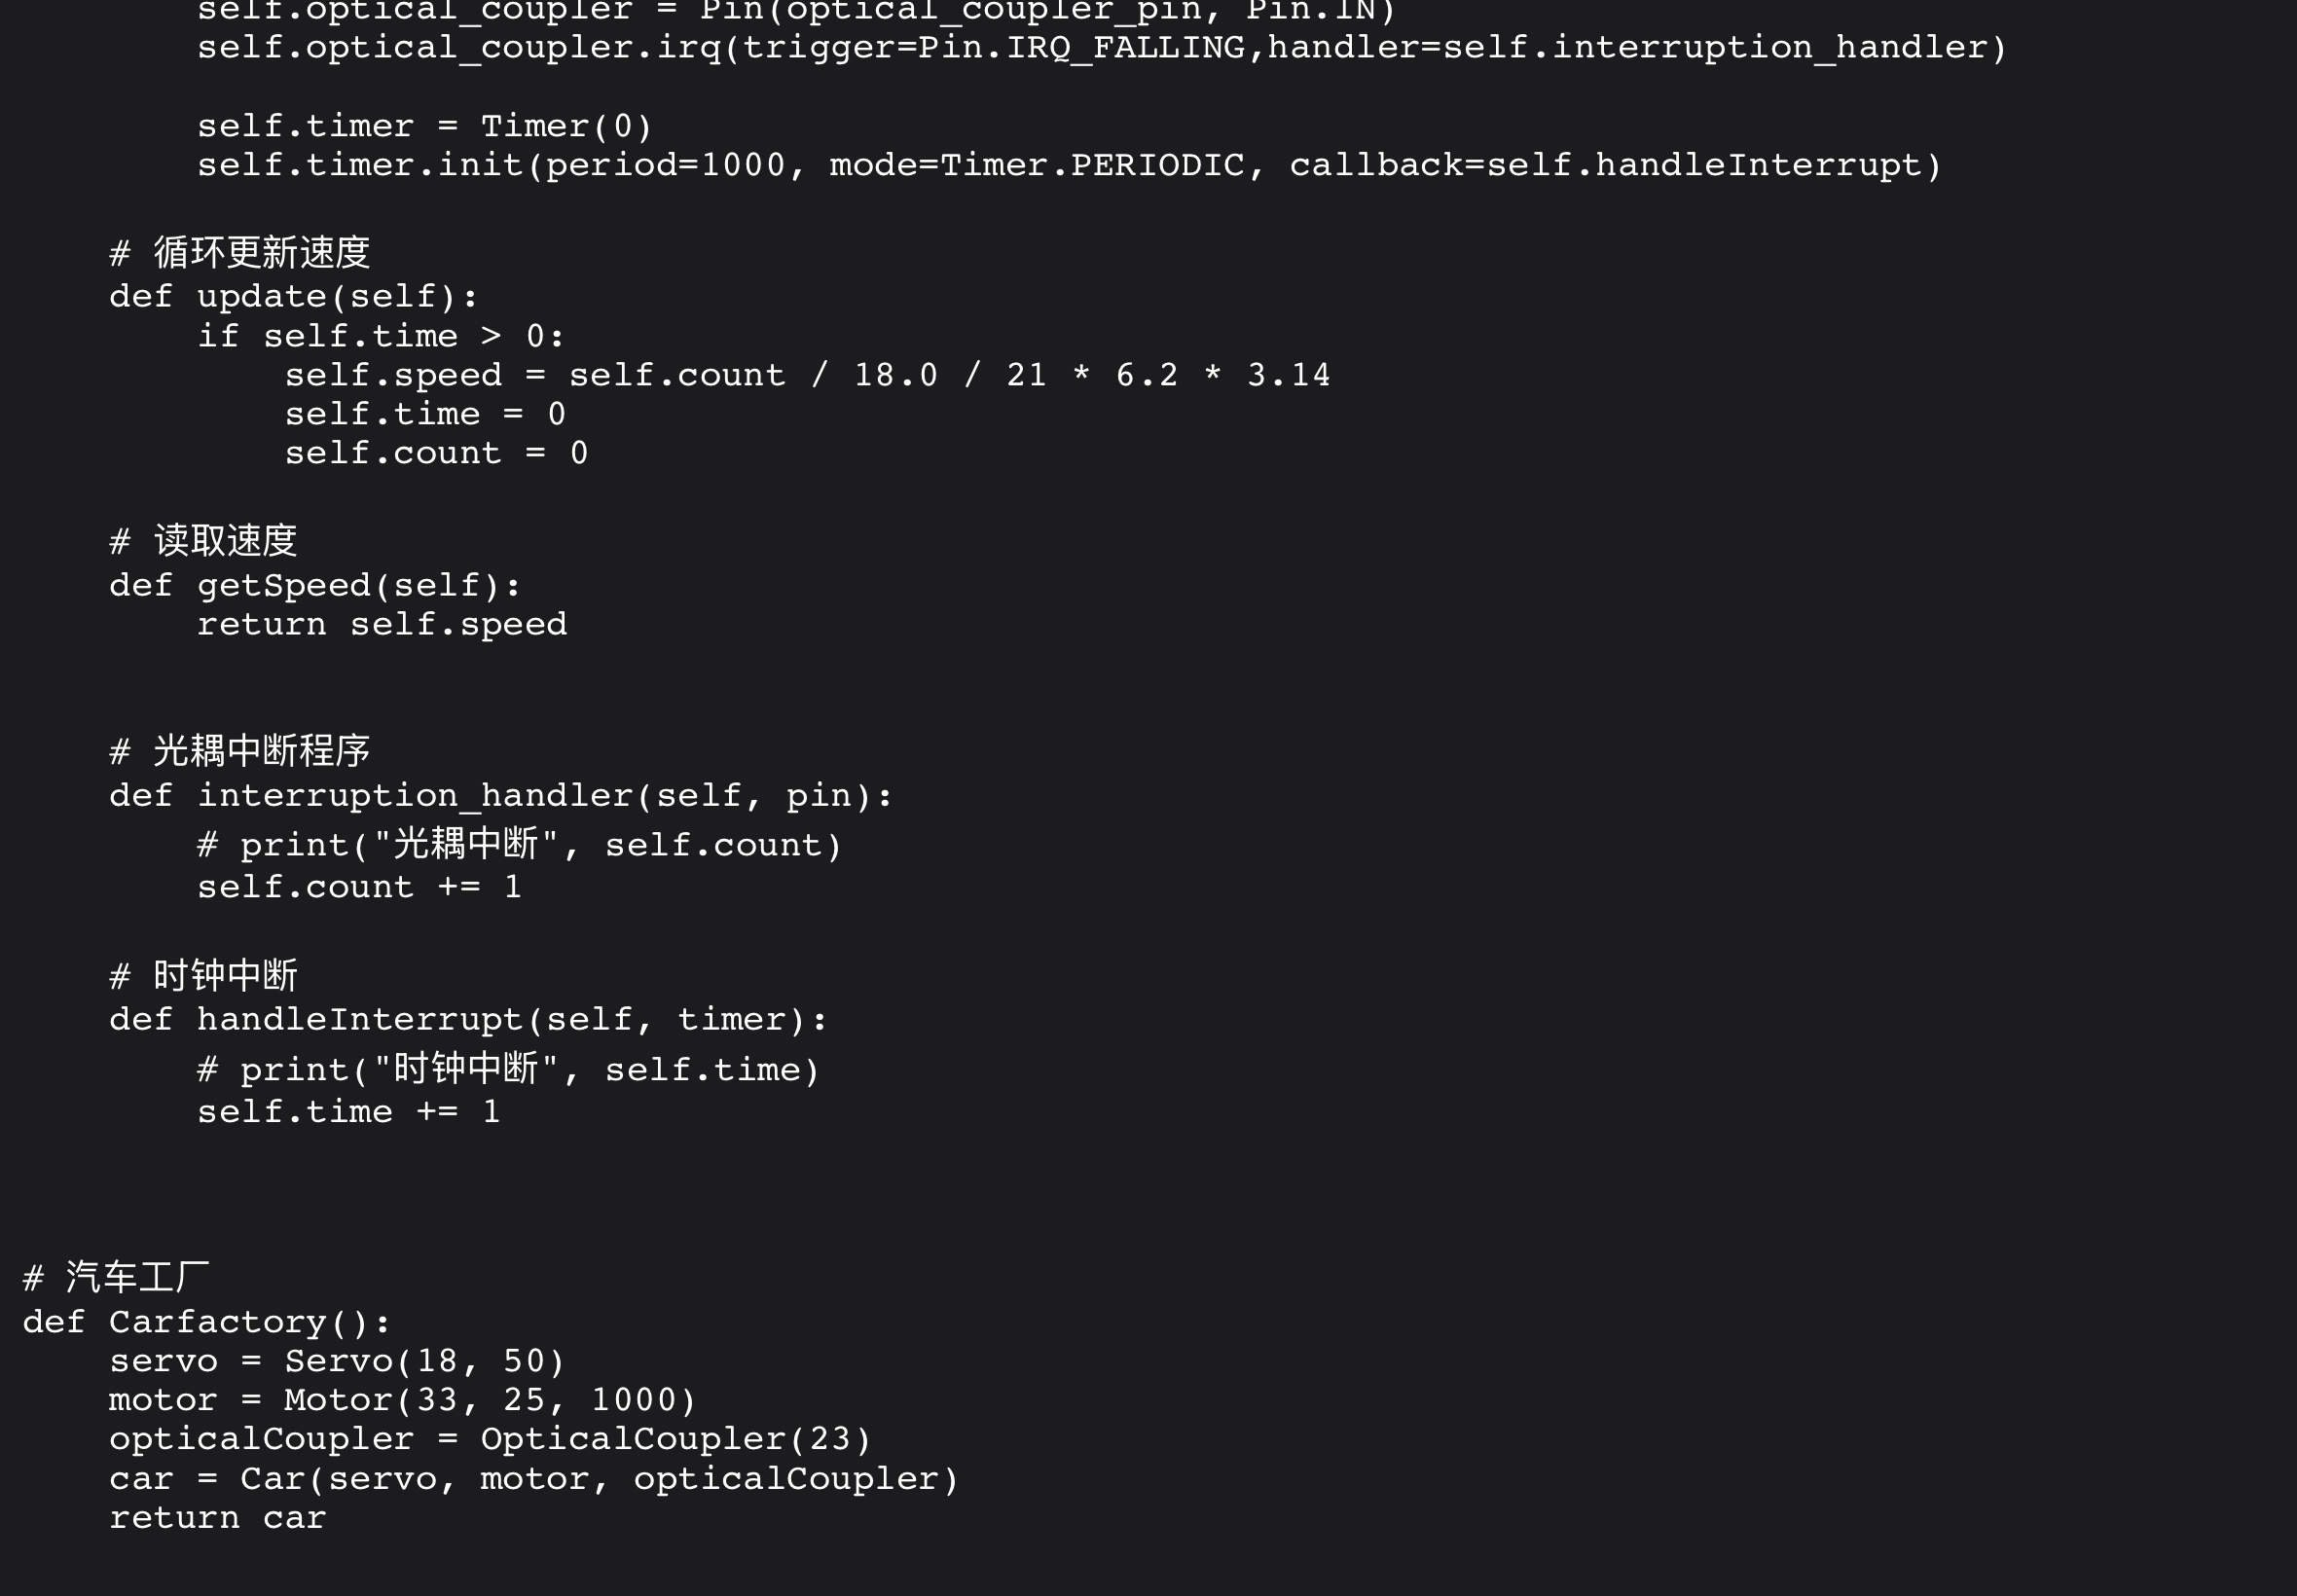 self.optical_coupler = Pin(optical_coupler_pin, Pin.IN)
self.optical_coupler.irq(trigger=Pin.IRQ_FALLING,handler=self.interruption_handler)
self.timer = Timer(0)
self.timer.init(period=1000, mode=Timer.PERIODIC, callback=self.handleInterrupt)
# 循环更新速度
def update(self):
if self.time > 0:
self.speed = self.count / 18.0 / 21 * 6.2 * 3.14
self.time = 0
self.count = 0
# 读取速度
def getSpeed(self):
return self.speed
# 光耦中断程序
def interruption_handler(self, pin):
# print("光耦中断", self.count)
self.count += 1
# 时钟中断
def handleInterrupt(self, timer):
# print("时钟中断", self.time)
self.time += 1
# 汽车工厂
def Carfactory():
servo = Servo(18, 50)
motor = Motor(33, 25, 1000)
opticalCoupler = OpticalCoupler(23)
car = Car(servo, motor, opticalCoupler)
return car